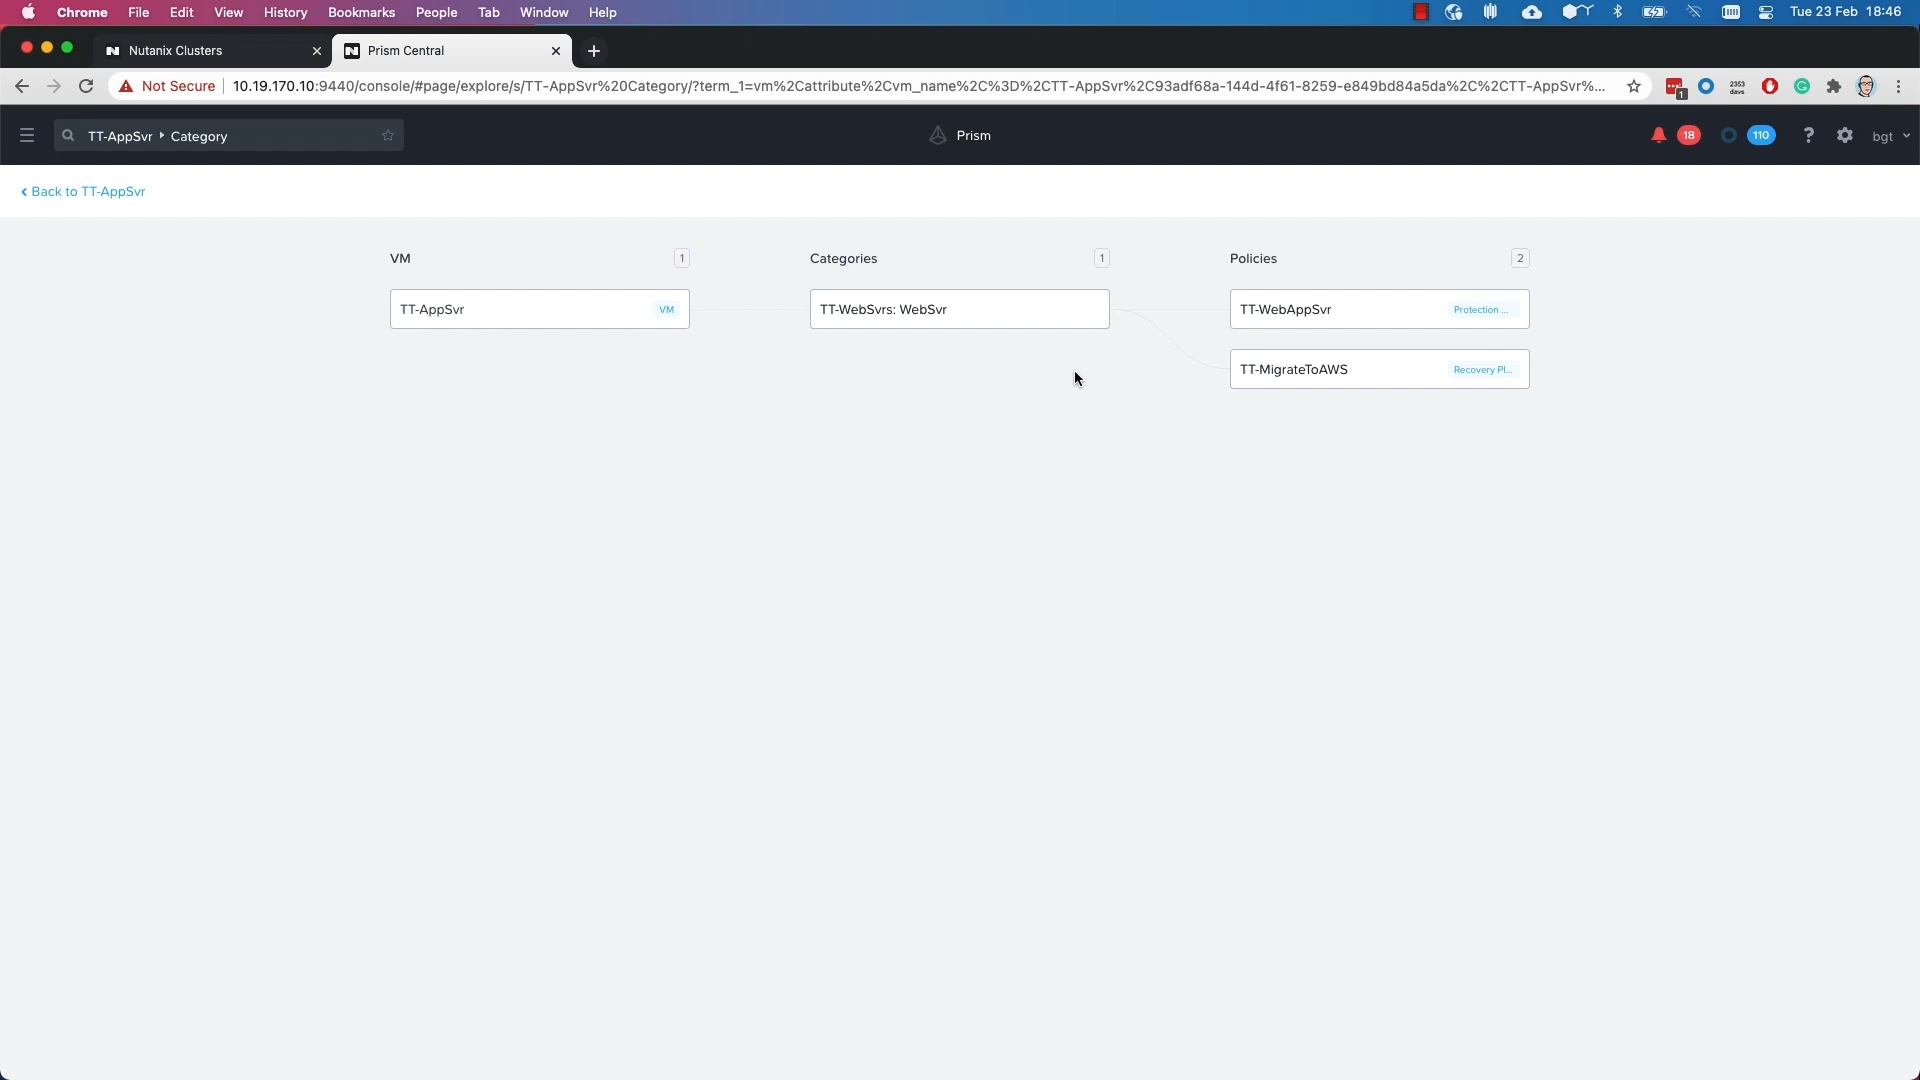 Chrome File Edit View History Bookmarks People Tab Window Help Tue 23 Feb 18:46
Nutanix Clusters Prism Central
Not Secure 10.19.170.10:9440/console/#page/explore/s/TT-AppSvr%20Category/?term_1=vm%2Cattribute%2Cvm_name%2C%3D%2CTT-AppSvr%2C93adf68a-144d-4f61-8259-e849bd84a5da%2C%2CTT-AppSvr%... 1 2353 days
TT-AppSvr Category Prism 18 110 ? bgt
Back to TT-AppSvr
VM 1 Categories 1 Policies 2
TT-AppSvr VM TT-WebSvrs: WebSvr TT-WebAppSvr Protection ...
TT-MigrateToAWS Recovery Pl...